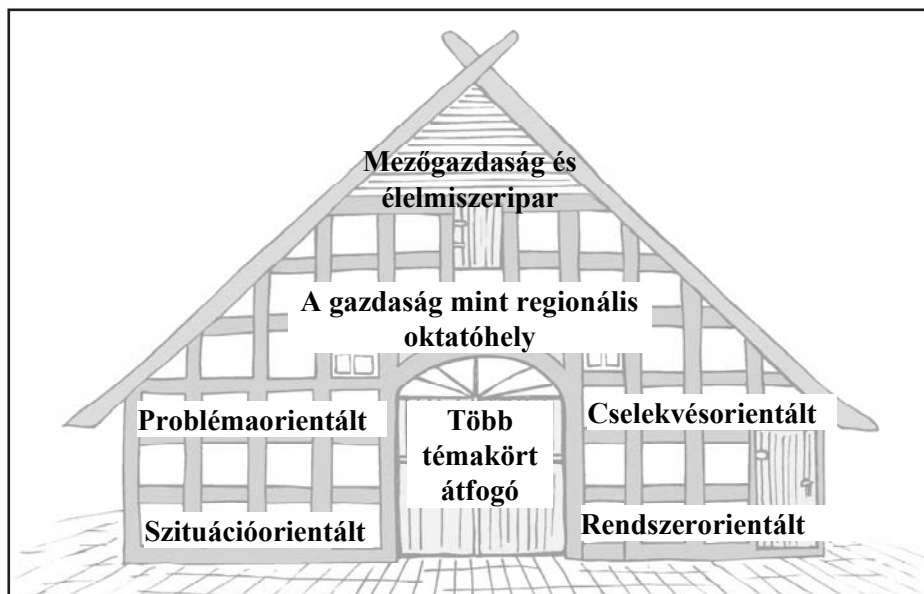 Mezőgazdaság és
élelmiszeripar
A gazdaság mint regionális
oktatóhely
Problémaorientált
Több
témakört
átfogó
Cselekvésorientált
Szituációorientált
Rendszerorientált